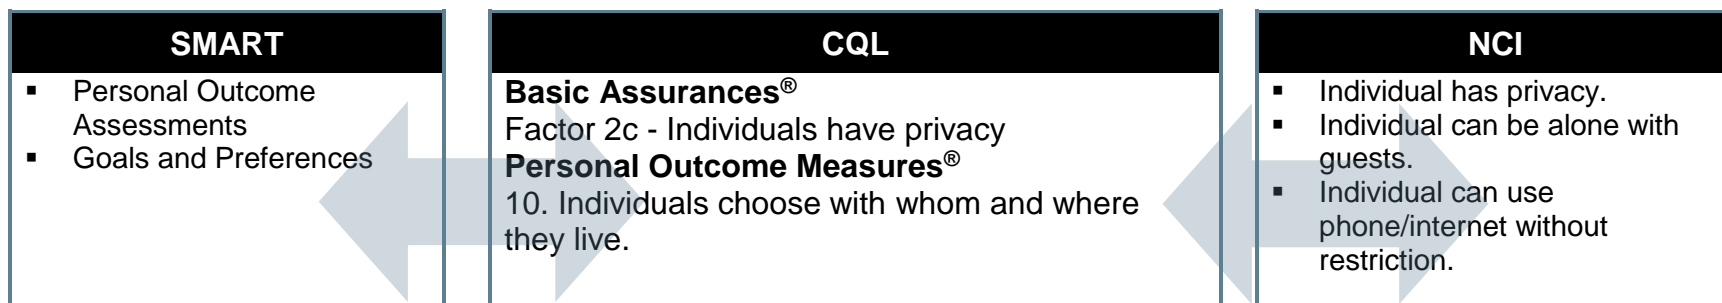 SMART
▪ Personal Outcome
Assessments
▪ Goals and Preferences
CQL
Basic Assurances®
Factor 2c - Individuals have privacy
Personal Outcome Measures®
10. Individuals choose with whom and where
they live.
NCI
▪ Individual has privacy.
▪ Individual can be alone with
guests.
▪ Individual can use
phone/internet without
restriction.